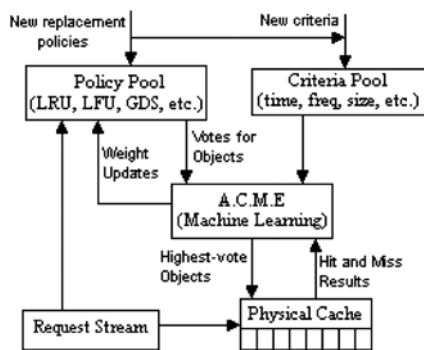 New replacement
policies
New criteria
Policy Pool
(LRU, LFU, GDS, etc.)
Criteria Pool
(time, freq, size, etc.)
Votes for
Objects
Weight
Updates
A.C.M.E
(Machine Learning)
Highest-vote
Objects
Hit and Miss
Results
Request Stream
Physical Cache